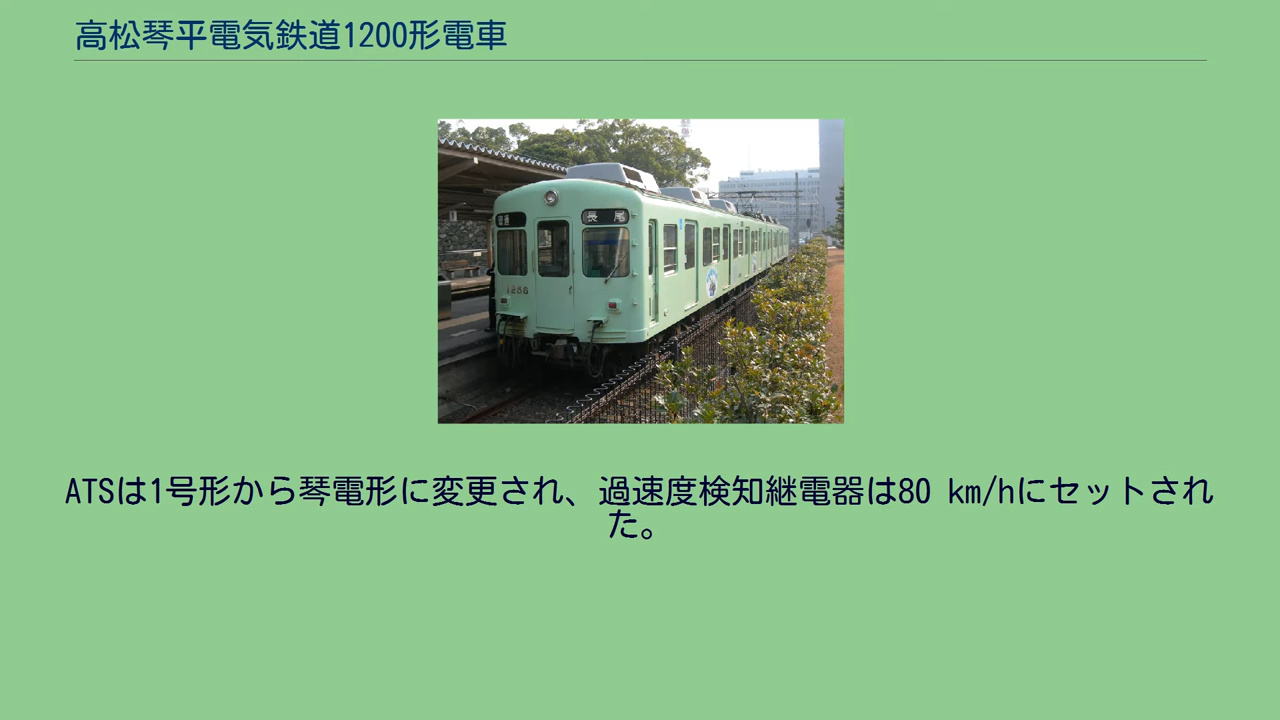 高松琴平電気鉄道1200形電車
普通
長尾
1256
ATSは1号形から琴電形に変更され、過速度検知継電器は80 km/hにセットされ
た。